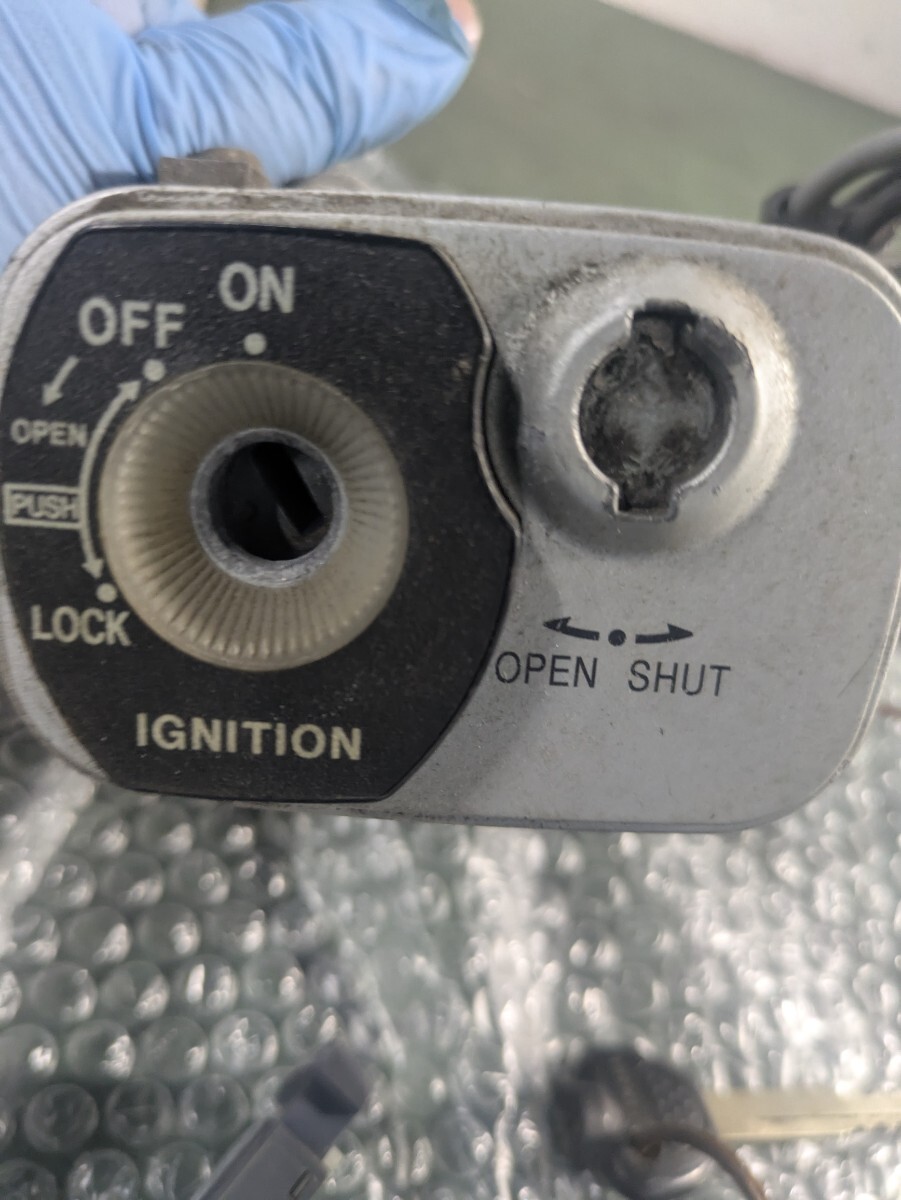 ON
OFF
OPEN
PUSH
LOCK
IGNITION
OPEN SHUT